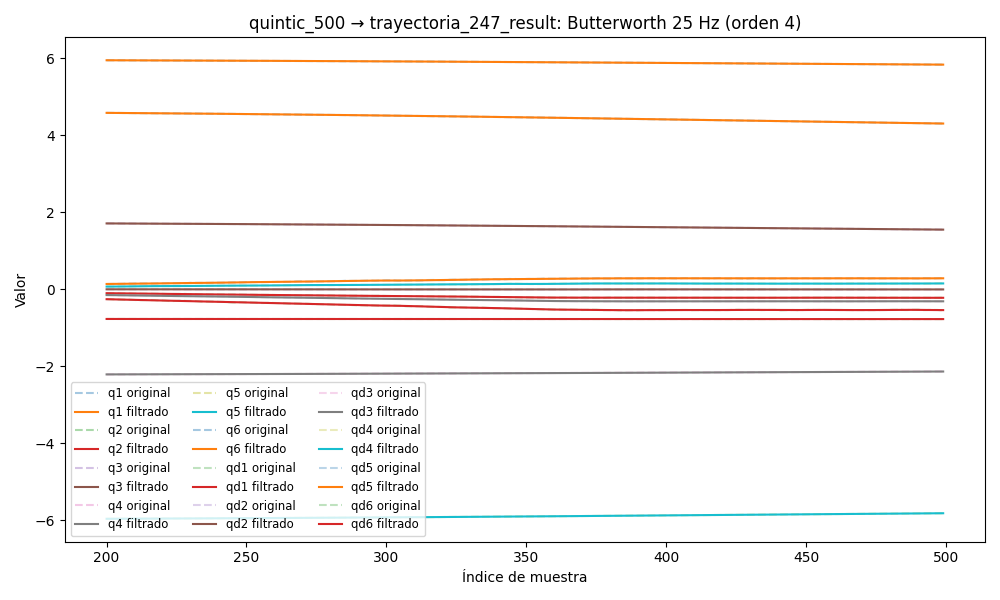 quintic_500 → trayectoria_247_result: Butterworth 25 Hz (orden 4)
Valor
6
4
2
0
−2
−4
−6
q1 original
q1 filtrado
q2 original
q2 filtrado
q3 original
q3 filtrado
q4 original
q4 filtrado
q5 original
q5 filtrado
q6 original
q6 filtrado
qd1 original
qd1 filtrado
qd2 original
qd2 filtrado
qd3 original
qd3 filtrado
qd4 original
qd4 filtrado
qd5 original
qd5 filtrado
qd6 original
qd6 filtrado
200 250 300 350 400 450 500
Índice de muestra